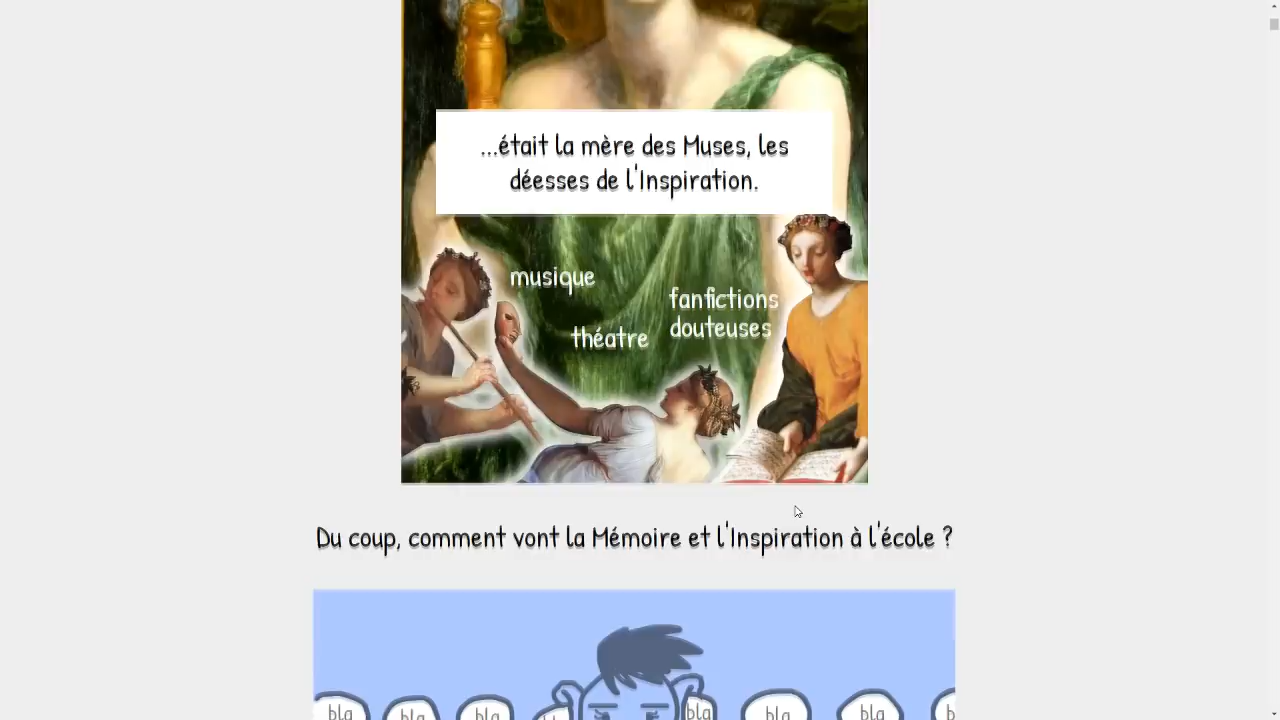 ...était la mère des Muses, les
déesses de l'Inspiration.
musique
fanfictions
douteuses
théatre
Du coup, comment vont la Mémoire et l'Inspiration à l'école ?
bla
bla
bla
bla
bla
bla